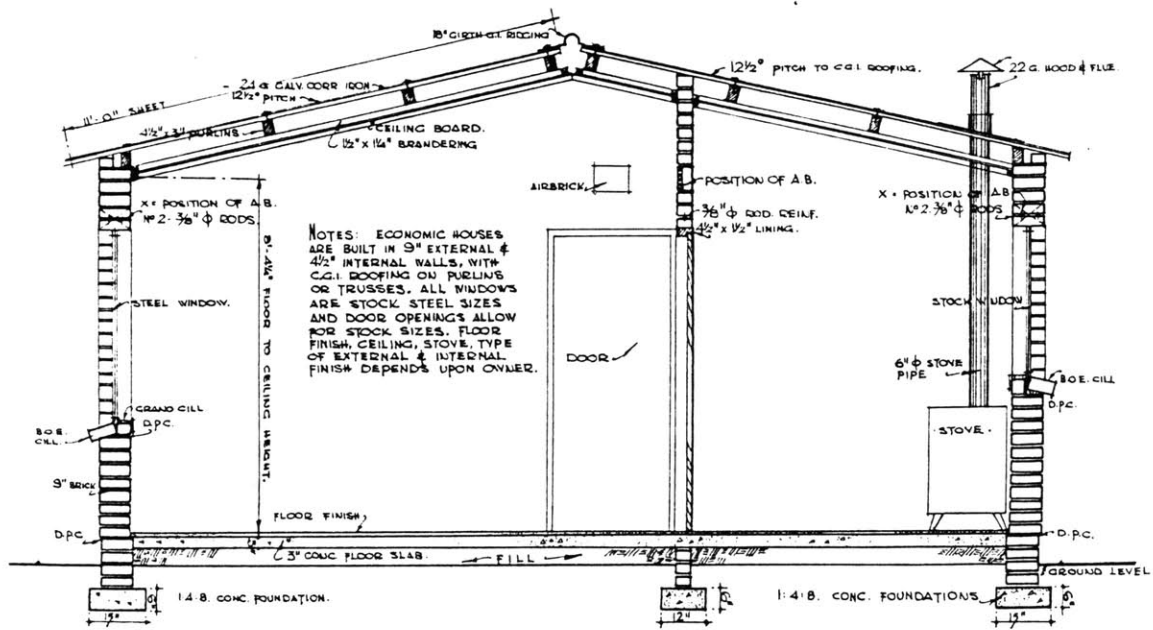 18" GIRTH G.I. RIDGING
12½" PITCH TO C.G.I. ROOFING.
22 G. HOOD & FLUE
24 G GALV. CORR IRON
12½" PITCH
11'-0" SHEET
4½" x 3" PURLINS
CEILING BOARD.
1½" x 1¼" BRANDERING
AIRBRICK
POSITION OF A.B.
X = POSITION OF A.B.
Nº 2- 3/8" ϕ RODS.
X = POSITION OF A.B
Nº 2. 3/8" ϕ RODS
3/8" ϕ ROD. REINF.
4½" x 1½" LINING.
8'-4½" FLOOR TO CEILING HEIGHT.
NOTES: ECONOMIC HOUSES
ARE BUILT IN 9" EXTERNAL &
4½" INTERNAL WALLS, WITH
C.G.I. ROOFING ON PURLINS
OR TRUSSES. ALL WINDOWS
ARE STOCK STEEL SIZES
AND DOOR OPENINGS ALLOW
FOR STOCK SIZES. FLOOR
FINISH, CEILING, STOVE, TYPE
OF EXTERNAL & INTERNAL
FINISH DEPENDS UPON OWNER.
STEEL WINDOW.
STOCK WINDOW
DOOR
6" ϕ STOVE
PIPE
B.O.E. CILL
D.P.C.
GRANO CILL
D.P.C.
B.O.E.
CILL.
STOVE.
9" BRICK
FLOOR FINISH
D.P.C.
D.P.C.
3" CONC FLOOR SLAB.
FILL
GROUND LEVEL
1:4:8. CONC. FOUNDATION.
1:4:8. CONC. FOUNDATIONS
9"
9"
9"
15"
12"
15"